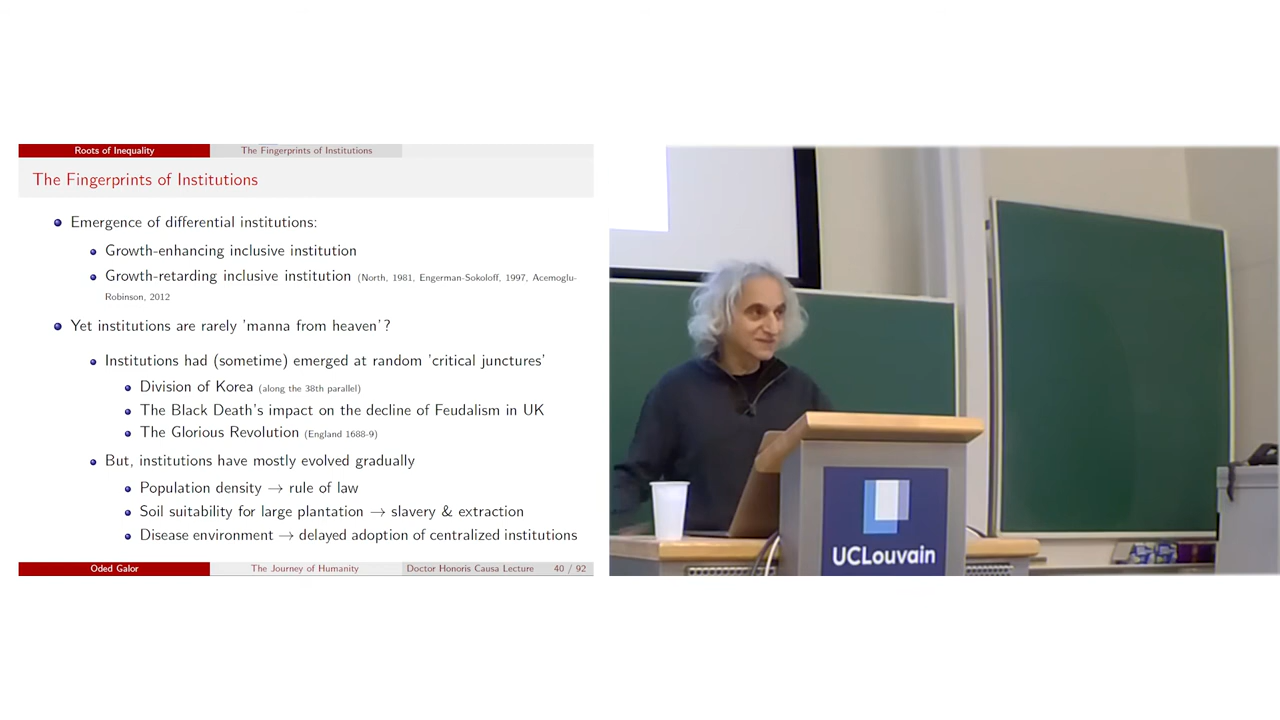 Roots of Inequality The Fingerprints of Institutions
The Fingerprints of Institutions
Emergence of differential institutions:
Growth-enhancing inclusive institution
Growth-retarding inclusive institution (North, 1981, Engerman-Sokoloff, 1997, Acemoglu-
Robinson, 2012
Yet institutions are rarely 'manna from heaven'?
Institutions had (sometime) emerged at random 'critical junctures'
Division of Korea (along the 38th parallel)
The Black Death's impact on the decline of Feudalism in UK
The Glorious Revolution (England 1688-9)
But, institutions have mostly evolved gradually
Population density → rule of law
Soil suitability for large plantation → slavery & extraction
Disease environment → delayed adoption of centralized institutions
Oded Galor The Journey of Humanity Doctor Honoris Causa Lecture 40 / 92
UCLouvain